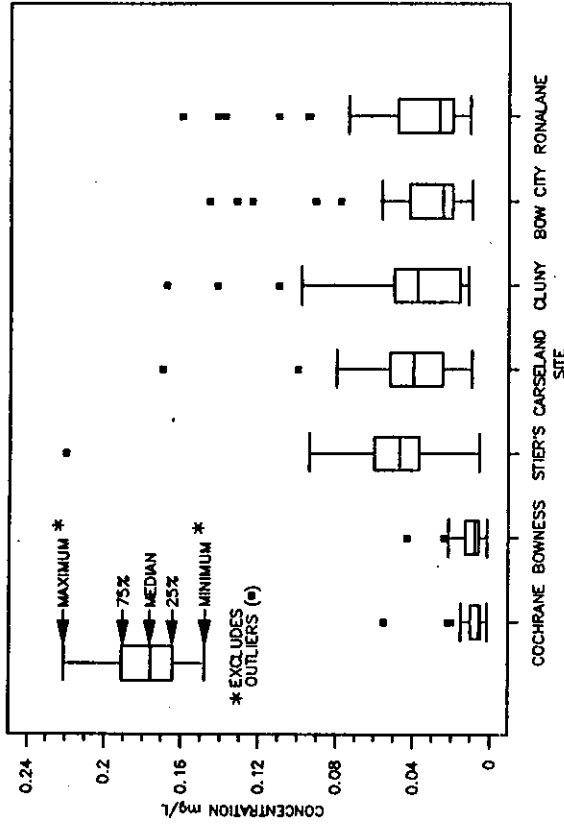 CONCENTRATION mg/L
0.24
0.20
0.16
0.12
0.08
0.04
0
MAXIMUM *
75%
MEDIAN
25%
MINIMUM *
* EXCLUDES
OUTLIERS (▪)
COCHRANE BOWNESS STIER'S CARSELAND CLUNY BOW CITY RONALANE
SITE